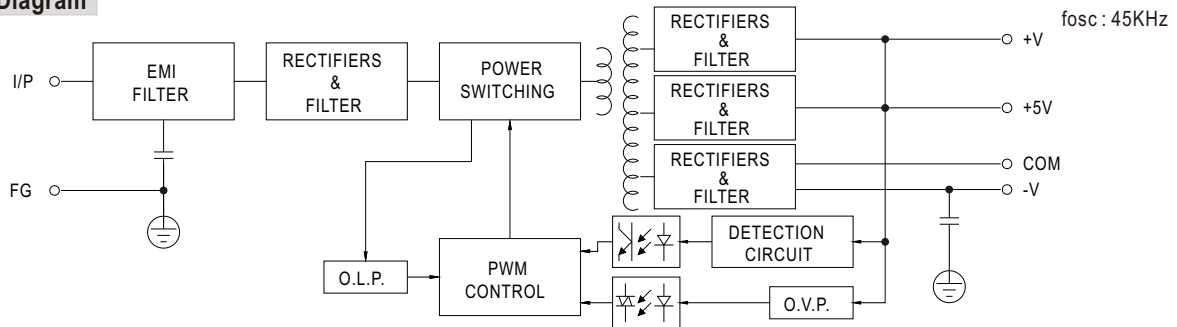 Diagram
fosc : 45KHz
I/P
EMI
FILTER
RECTIFIERS
&
FILTER
POWER
SWITCHING
RECTIFIERS
&
FILTER
+V
RECTIFIERS
&
FILTER
+5V
RECTIFIERS
&
FILTER
COM
-V
FG
DETECTION
CIRCUIT
O.L.P.
PWM
CONTROL
O.V.P.